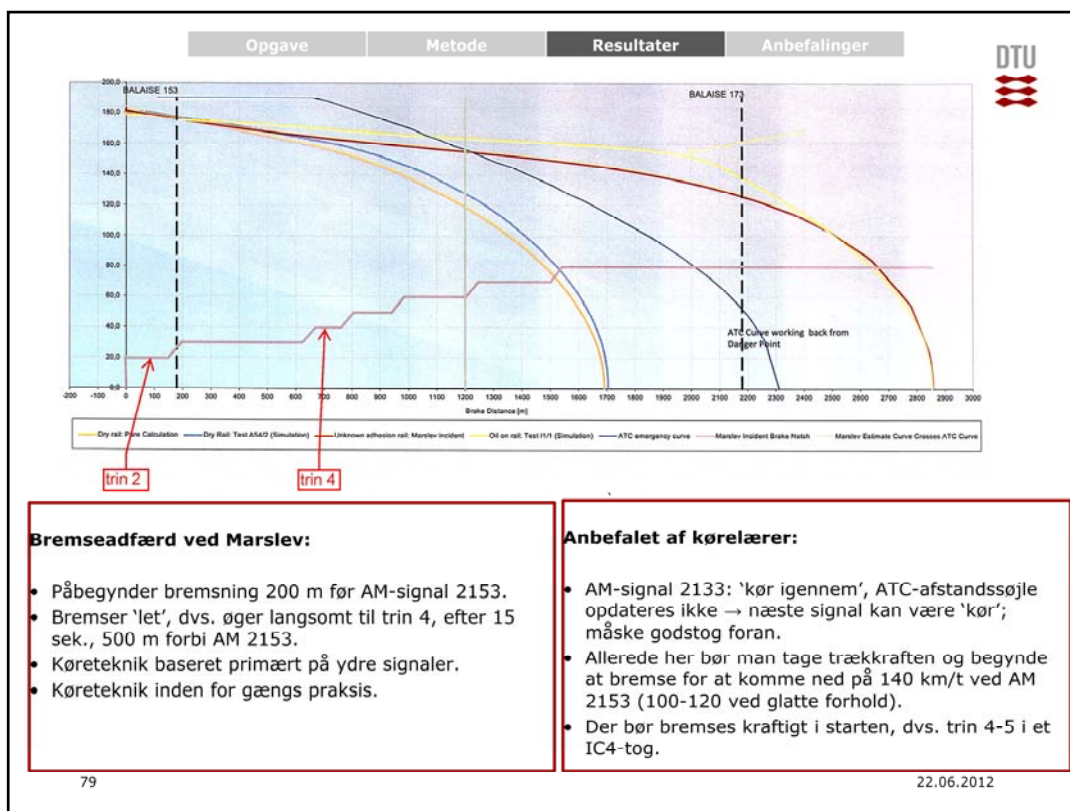 Opgave Metode Resultater Anbefalinger
DTU
200,0
BALAISE 153
BALAISE 173
180,0
160,0
140,0
120,0
100,0
80,0
60,0
40,0
20,0
0,0
ATC Curve working back from
Danger Point
-100 0 100 200 300 400 500 600 700 800 900 1000 1100 1200 1300 1400 1500 1600 1700 1800 1900 2000 2100 2200 2300 2400 2500 2600 2700 2800 2900 3000
Brake Distance [m]
Dry rail: Pure Calculation Dry Rail: Test A54/2 (Simulation) Unknown adhesion rail: Marslev incident Oil on rail: Test I1/1 (Simulation) ATC emergency curve Marslev Incident Brake Notch Marslev Estimate Curve Crosses ATC Curve
trin 2
trin 4
Bremseadfærd ved Marslev:
• Påbegynder bremsning 200 m før AM-signal 2153.
• Bremser ‘let’, dvs. øger langsomt til trin 4, efter 15
sek., 500 m forbi AM 2153.
• Køreteknik baseret primært på ydre signaler.
• Køreteknik inden for gængs praksis.
Anbefalet af kørelærer:
• AM-signal 2133: ‘kør igennem’, ATC-afstandssøjle
opdateres ikke → næste signal kan være ‘kør’;
måske godstog foran.
• Allerede her bør man tage trækkraften og begynde
at bremse for at komme ned på 140 km/t ved AM
2153 (100-120 ved glatte forhold).
• Der bør bremses kraftigt i starten, dvs. trin 4-5 i et
IC4-tog.
79
22.06.2012